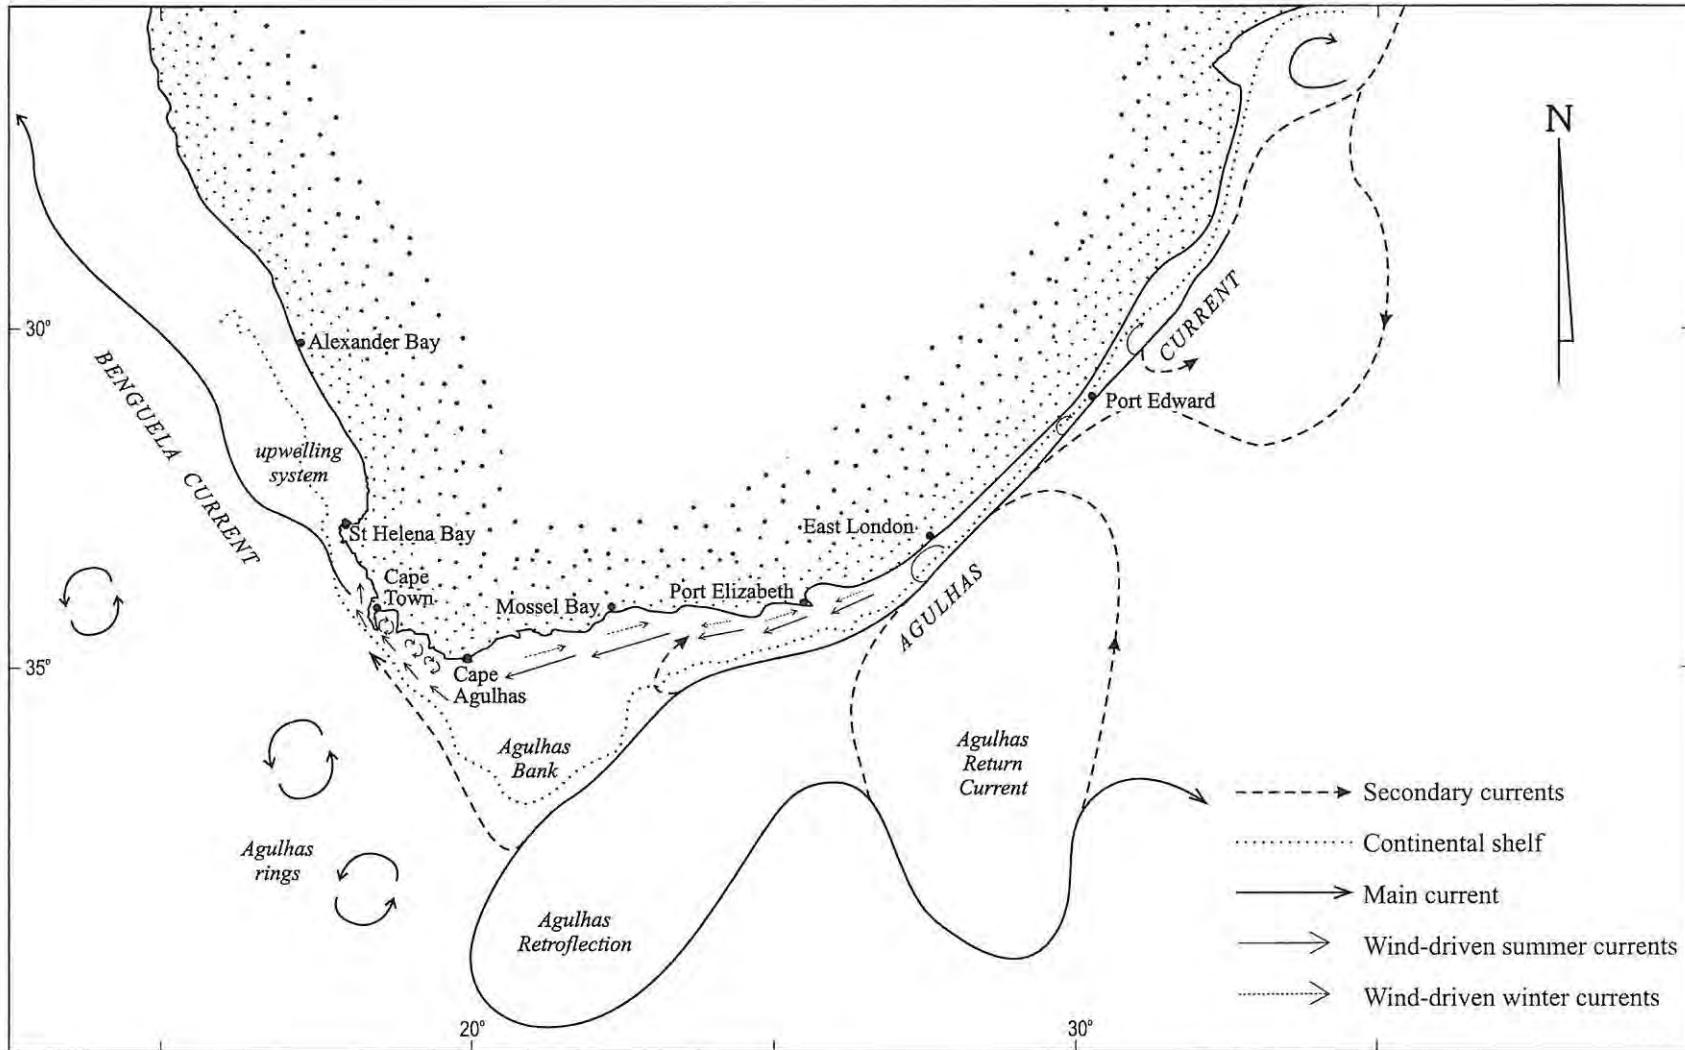 N
30°
Alexander Bay
BENGUELA CURRENT
upwelling
system
St Helena Bay
Cape
Town
Mossel Bay
Port Elizabeth
East London
Port Edward
AGULHAS
CURRENT
35°
Cape
Agulhas
Agulhas
Bank
Agulhas
Return
Current
Agulhas
rings
Agulhas
Retroflection
Secondary currents
Continental shelf
Main current
Wind-driven summer currents
Wind-driven winter currents
20°
30°